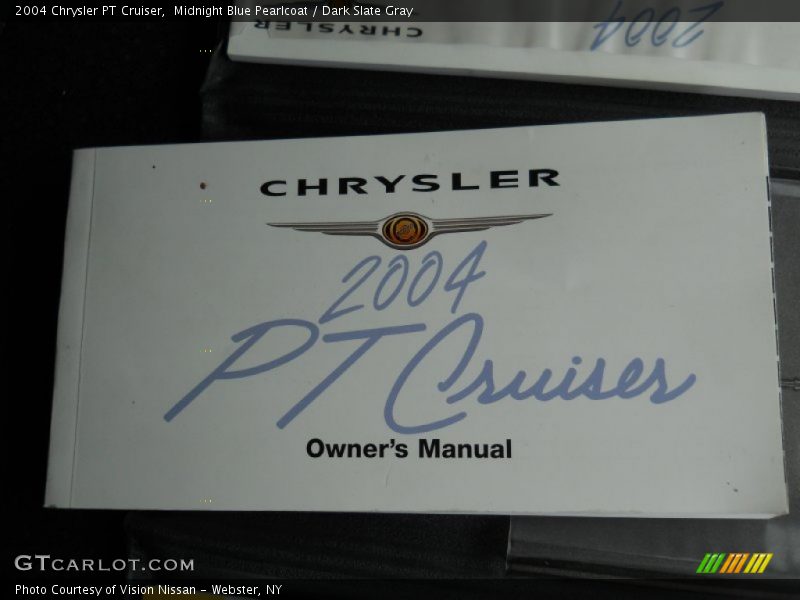 2004 Chrysler PT Cruiser,  Midnight Blue Pearlcoat / Dark Slate Gray
CHRYSLER
2004
CHRYSLER
2004
PT Cruiser
Owner's Manual
GTCARLOT.COM
Photo Courtesy of Vision Nissan - Webster, NY